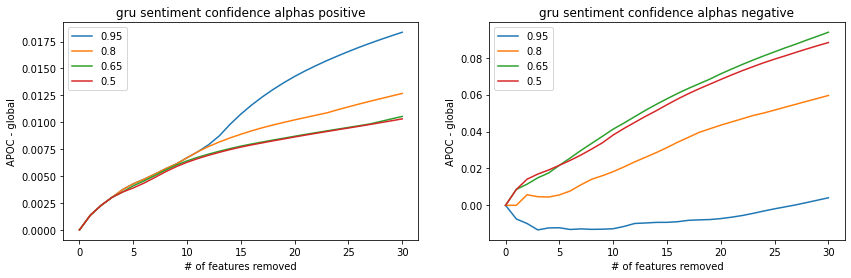 gru sentiment confidence alphas positive
0.95
0.8
0.65
0.5
0.0175
0.0150
0.0125
0.0100
0.0075
0.0050
0.0025
0.0000
APOC - global
0 5 10 15 20 25 30
# of features removed
gru sentiment confidence alphas negative
0.95
0.8
0.65
0.5
0.08
0.06
0.04
0.02
0.00
APOC - global
0 5 10 15 20 25 30
# of features removed